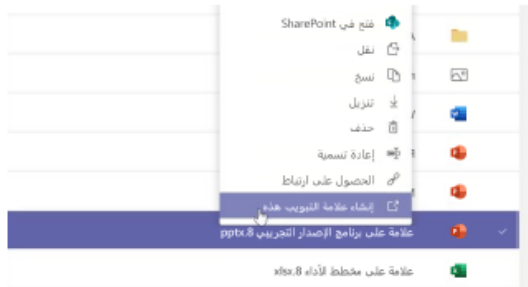 فتح في SharePoint
نقل
نسخ
تنزيل
حذف
إعادة تسمية
الحصول على ارتباط
إنشاء علامة التبويب هذه
علامة على برنامج الإصدار التجريبي 8.pptx
علامة على مخطط الأداء 8.xlsx